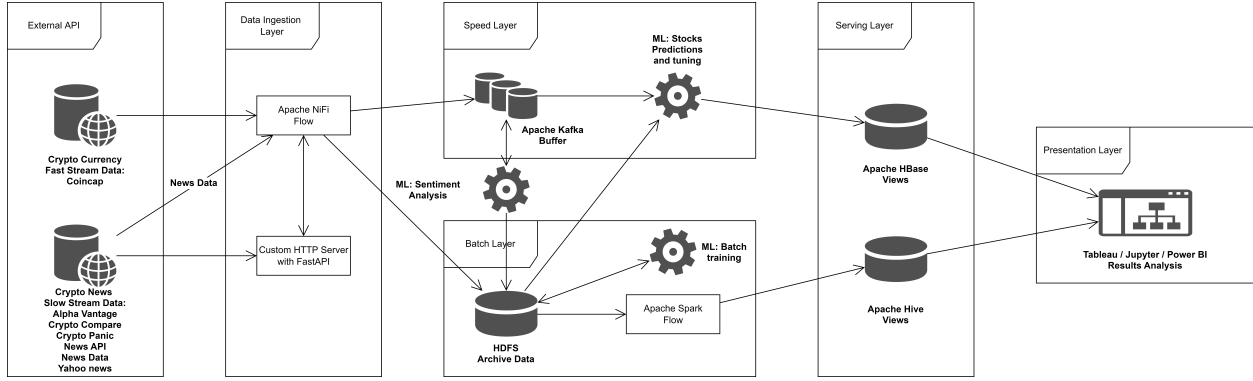 External API
Crypto Currency
Fast Stream Data:
Coincap
Crypto News
Slow Stream Data:
Alpha Vantage
Crypto Compare
Crypto Panic
News API
News Data
Yahoo news
News Data
Data Ingestion
Layer
Apache NiFi
Flow
Custom HTTP Server
with FastAPI
Speed Layer
Apache Kafka
Buffer
ML: Stocks
Predictions
and tuning
ML: Sentiment
Analysis
Batch Layer
ML: Batch
training
HDFS
Archive Data
Apache Spark
Flow
Serving Layer
Apache HBase
Views
Apache Hive
Views
Presentation Layer
Tableau / Jupyter / Power BI
Results Analysis